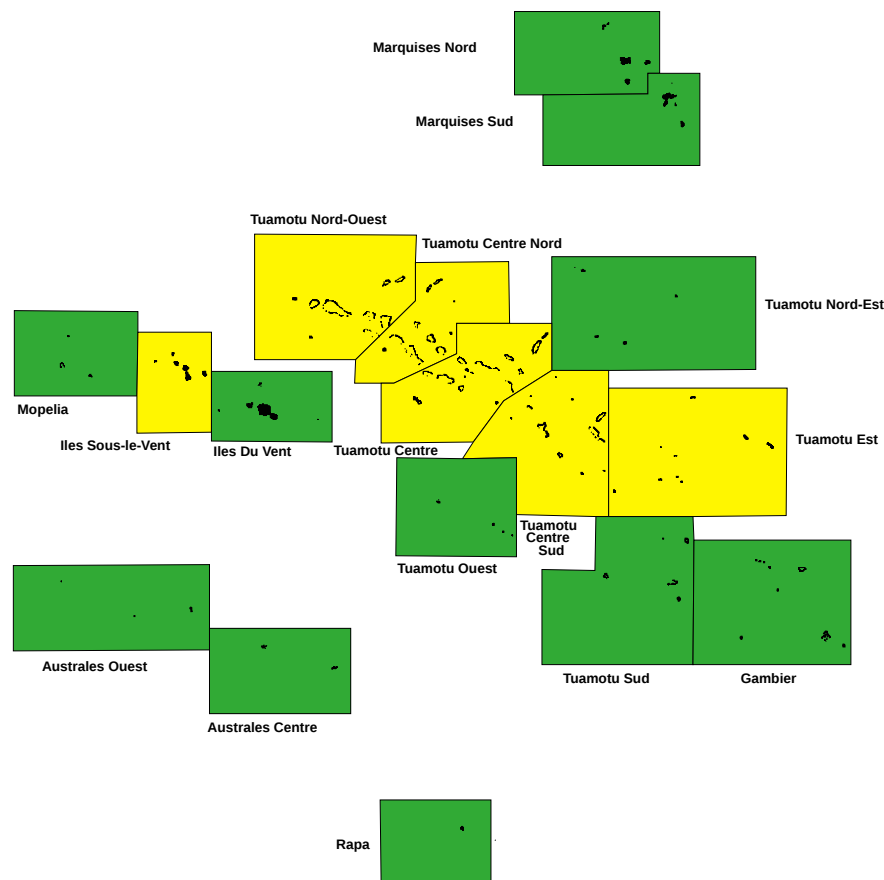 Marquises Nord
Marquises Sud
Tuamotu Nord-Ouest
Tuamotu Centre Nord
Tuamotu Nord-Est
Mopelia
Iles Sous-le-Vent
Iles Du Vent
Tuamotu Centre
Tuamotu Est
Tuamotu
Centre
Sud
Tuamotu Ouest
Australes Ouest
Tuamotu Sud
Gambier
Australes Centre
Rapa